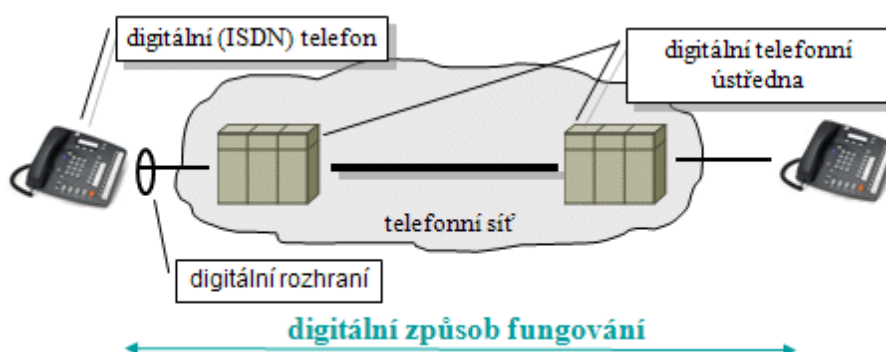 digitální (ISDN) telefon
digitální telefonní
ústředna
telefonní síť
digitální rozhraní
digitální způsob fungování